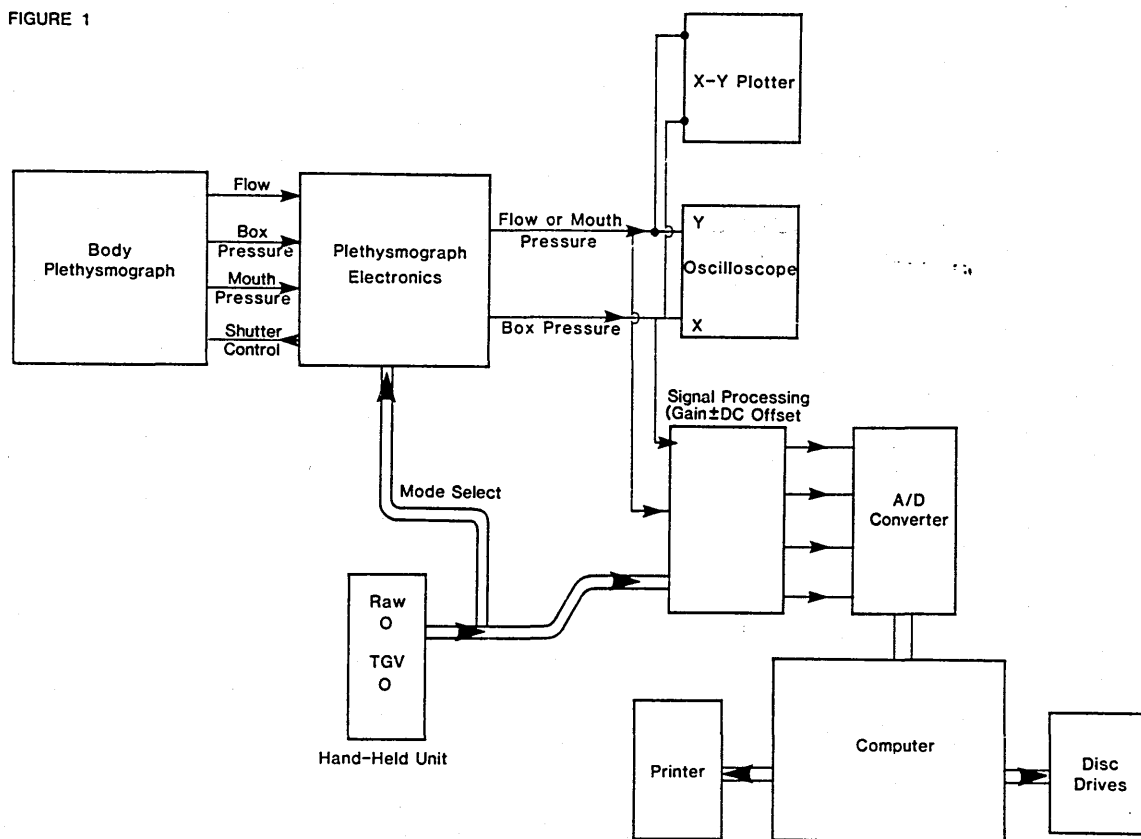 FIGURE 1
X-Y Plotter
Flow
Box
Pressure
Mouth
Pressure
Shutter
Control
Body
Plethysmograph
Plethysmograph
Electronics
Flow or Mouth
Pressure
Box Pressure
Y
Oscilloscope
X
Signal Processing
(Gain±DC Offset
A/D
Converter
Mode Select
Raw
TGV
Hand-Held Unit
Printer
Computer
Disc
Drives